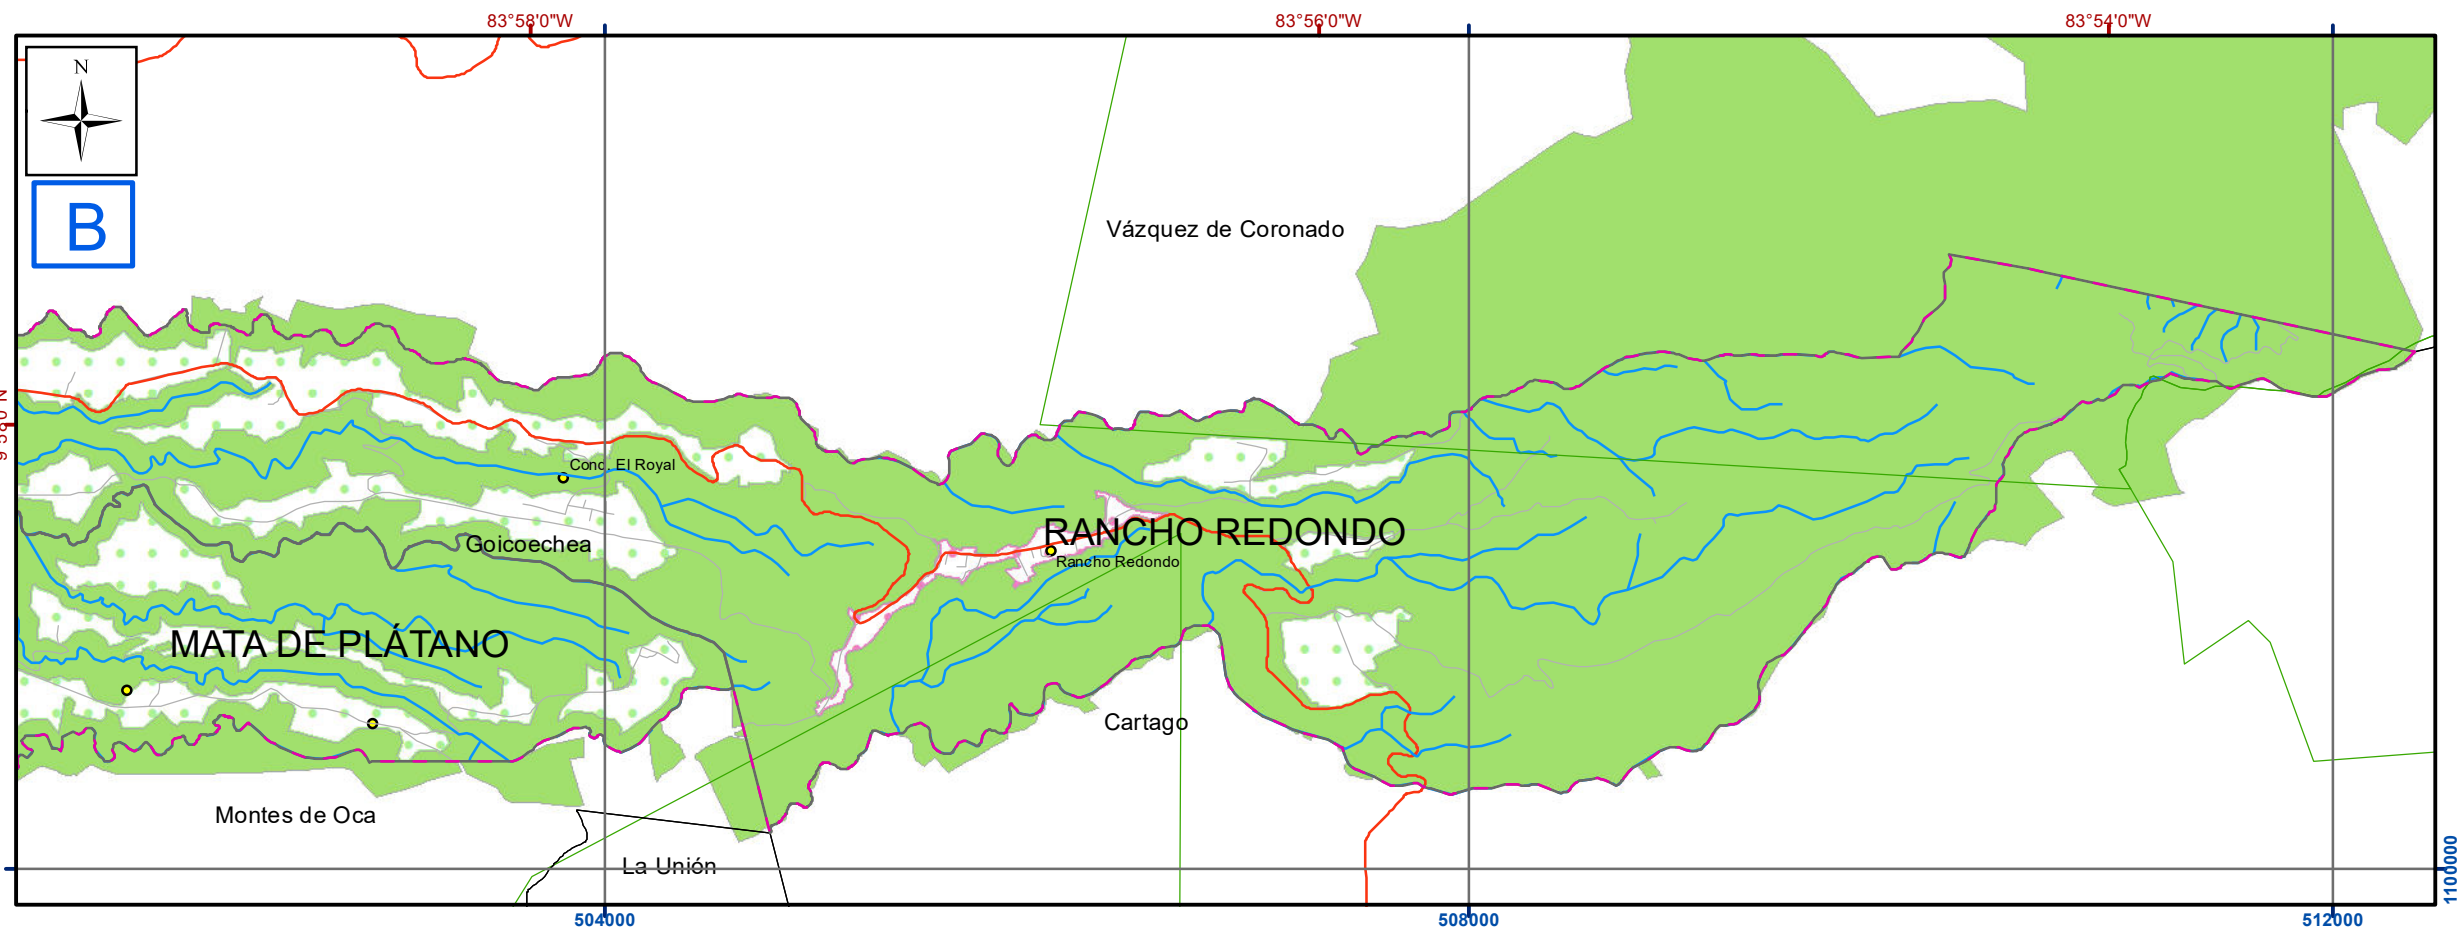 83°58'0"W
83°56'0"W
83°54'0"W
N
B
Vázquez de Coronado
Cond. El Royal
RANCHO REDONDO
Goicoechea
Rancho Redondo
MATA DE PLÁTANO
Cartago
Montes de Oca
La Unión
1100000
504000
508000
512000